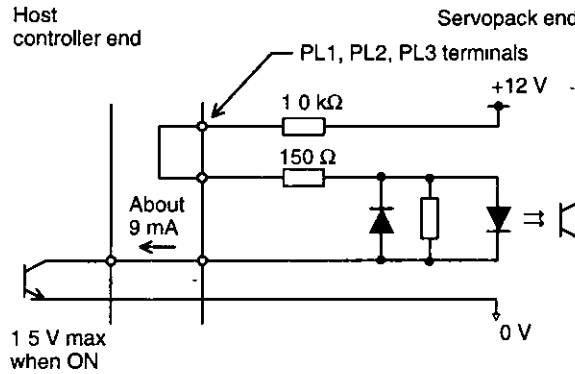 Host
controller end
Servopack end
PL1, PL2, PL3 terminals
+12 V
1 0 kΩ
150 Ω
About
9 mA
1 5 V max
when ON
0 V